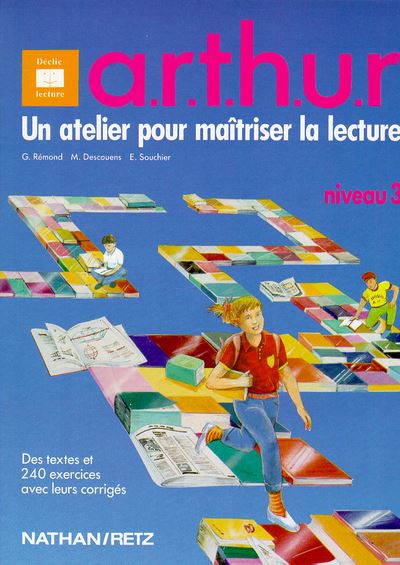 Déclic
lecture
a.r.t.h.u.r
Un atelier pour maîtriser la lecture
G. Rémond M. Descouens E. Souchier
niveau 3
Des textes et
240 exercices
avec leurs corrigés
NATHAN/RETZ